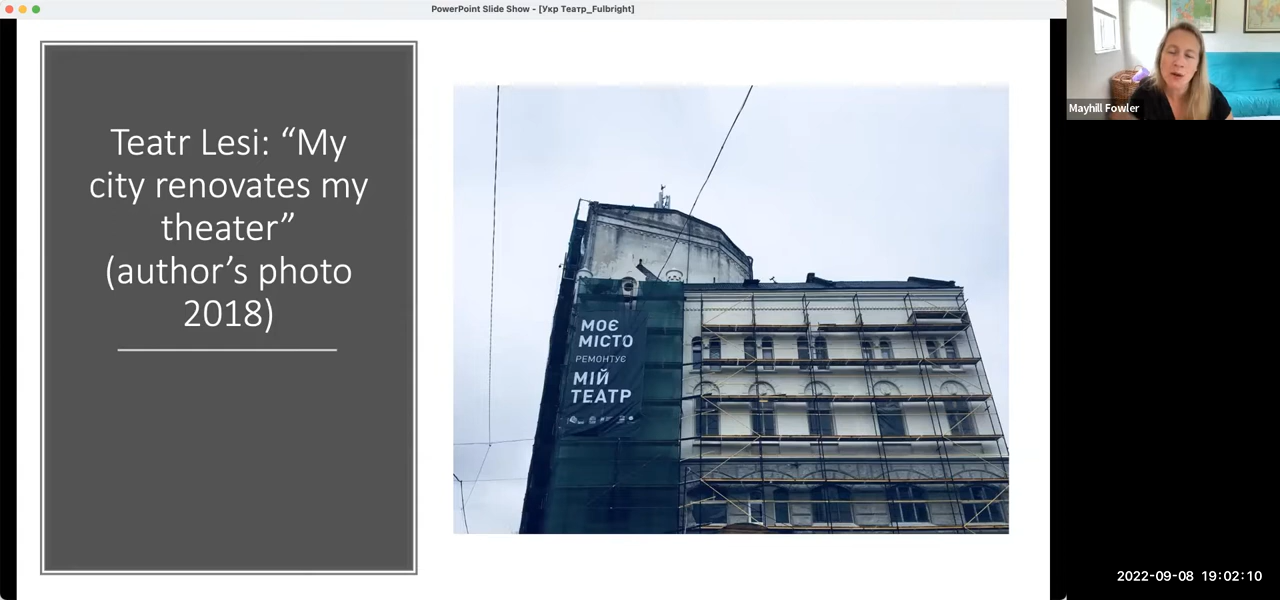 PowerPoint Slide Show - [Укр Театр_Fulbright]
Teatr Lesi: “My
city renovates my
theater”
(author’s photo
2018)
МОЄ
МІСТО
РЕМОНТУЄ
МІЙ
ТЕАТР
Mayhill Fowler
2022-09-08 19:02:10